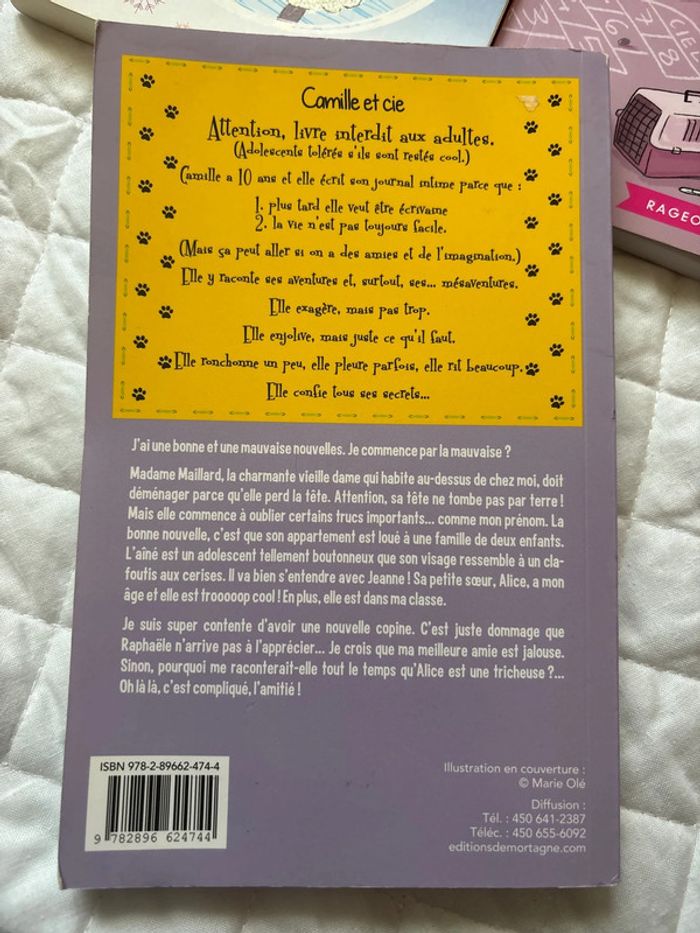 Camille et cie
Attention, livre interdit aux adultes.
(Adolescents tolérés s'ils sont restés cool.)
Camille a 10 ans et elle écrit son journal intime parce que :
1. plus tard elle veut être écrivaine
2. la vie n'est pas toujours facile.
(Mais ça peut aller si on a des amies et de l'imagination.)
Elle y raconte ses aventures et, surtout, ses... mésaventures.
Elle exagère, mais pas trop.
Elle enjolive, mais juste ce qu'il faut.
Elle ronchonne un peu, elle pleure parfois, elle rit beaucoup.
Elle confie tous ses secrets...
J'ai une bonne et une mauvaise nouvelles. Je commence par la mauvaise ?
Madame Maillard, la charmante vieille dame qui habite au-dessus de chez moi, doit
déménager parce qu'elle perd la tête. Attention, sa tête ne tombe pas par terre !
Mais elle commence à oublier certains trucs importants... comme mon prénom. La
bonne nouvelle, c'est que son appartement est loué à une famille de deux enfants.
L'aîné est un adolescent tellement boutonneux que son visage ressemble à un cla-
foutis aux cerises. Il va bien s'entendre avec Jeanne ! Sa petite sœur, Alice, a mon
âge et elle est trooooop cool ! En plus, elle est dans ma classe.
Je suis super contente d'avoir une nouvelle copine. C'est juste dommage que
Raphaële n'arrive pas à l'apprécier... Je crois que ma meilleure amie est jalouse.
Sinon, pourquoi me raconterait-elle tout le temps qu'Alice est une tricheuse ?...
Oh là là, c'est compliqué, l'amitié !
ISBN 978-2-89662-474-4
9 782896 624744
Illustration en couverture :
© Marie Olé
Diffusion :
Tél. : 450 641-2387
Téléc. : 450 655-6092
editionsdemortagne.com
RAGEO